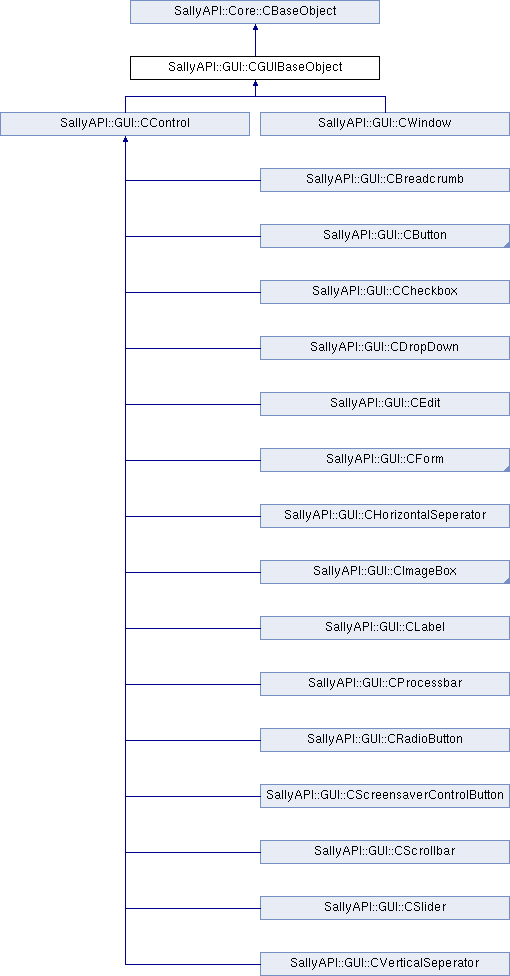 SallyAPI::Core::CBaseObject
SallyAPI::GUI::CGUIBaseObject
SallyAPI::GUI::CControl
SallyAPI::GUI::CWindow
SallyAPI::GUI::CBreadcrumb
SallyAPI::GUI::CButton
SallyAPI::GUI::CCheckbox
SallyAPI::GUI::CDropDown
SallyAPI::GUI::CEdit
SallyAPI::GUI::CForm
SallyAPI::GUI::CHorizontalSeperator
SallyAPI::GUI::CImageBox
SallyAPI::GUI::CLabel
SallyAPI::GUI::CProcessbar
SallyAPI::GUI::CRadioButton
SallyAPI::GUI::CScreensaverControlButton
SallyAPI::GUI::CScrollbar
SallyAPI::GUI::CSlider
SallyAPI::GUI::CVerticalSeperator